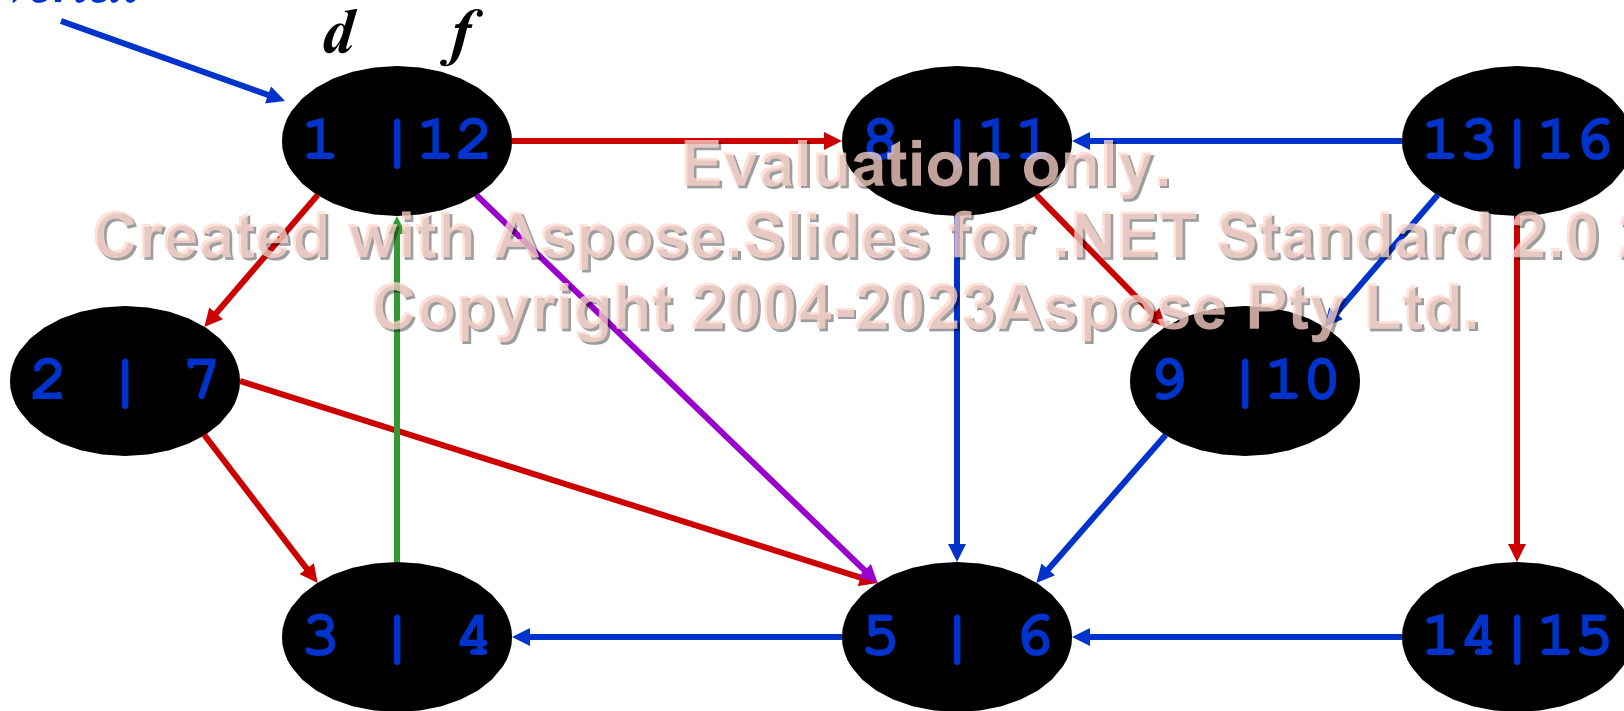 d f
1 |12 8 |11 13|16
Evaluation only.
Created with Aspose.Slides for .NET Standard 2.0
Copyright 2004-2023Aspose Pty Ltd.
2 | 7 9 |10
3 | 4 5 | 6 14|15